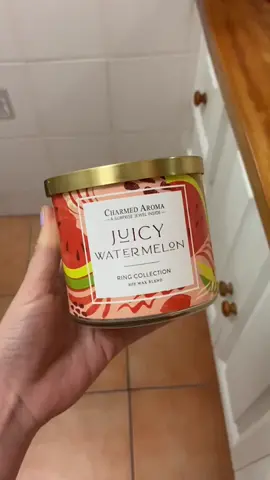 CHARMED AROMA
A SURPRISE JEWEL INSIDE
JUICY
WATERMELON
RING COLLECTION
SOY WAX BLEND